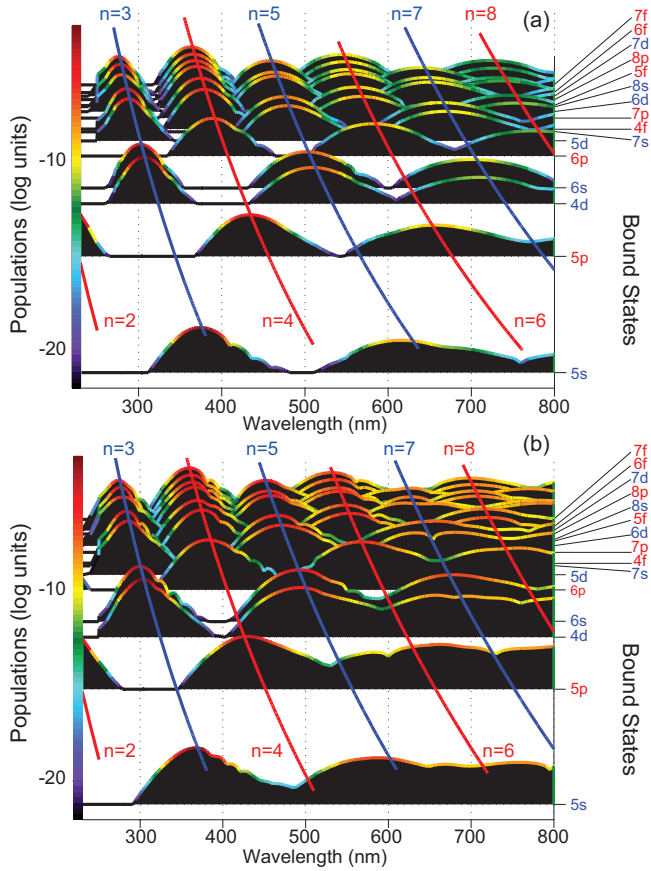 n=3
n=5
n=7
n=8
(a)
7f
6f
7d
8p
5f
8s
6d
7p
4f
7s
5d
6p
6s
4d
5p
5s
-10
-20
Populations (log units)
Bound States
n=2
n=4
n=6
300
400
500
600
700
800
Wavelength (nm)
n=3
n=5
n=7
n=8
(b)
7f
6f
7d
8p
8s
5f
6d
7p
4f
7s
5d
6p
6s
4d
5p
5s
-10
-20
Populations (log units)
Bound States
n=2
n=4
n=6
300
400
500
600
700
800
Wavelength (nm)